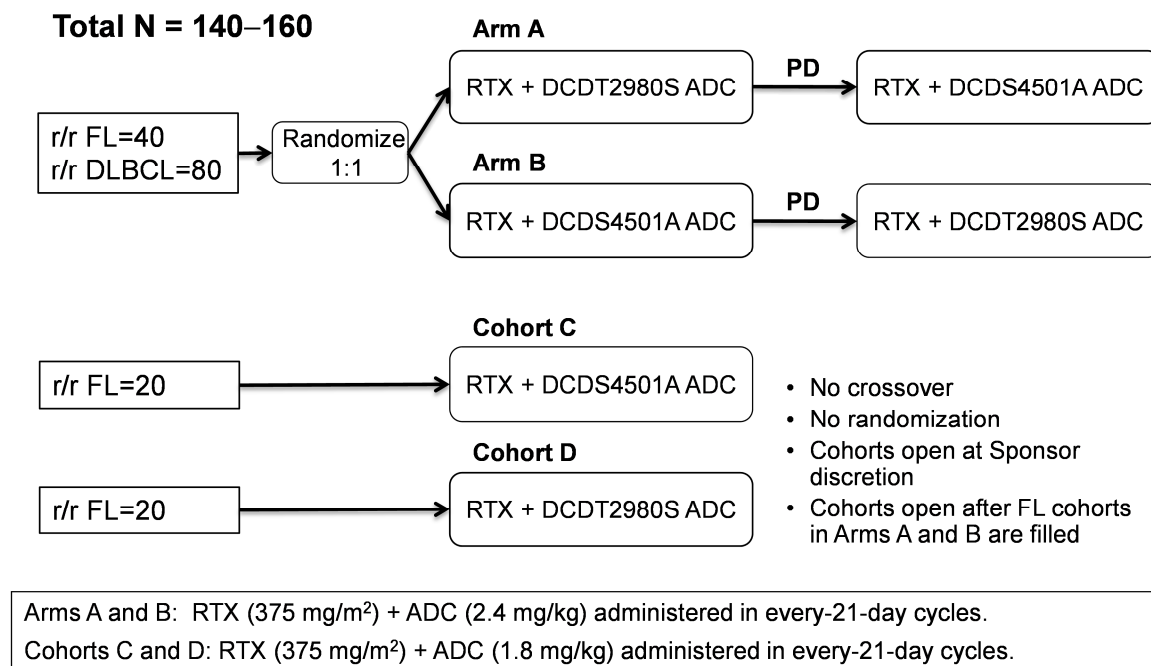 Total N = 140–160
Arm A
RTX + DCDT2980S ADC
PD
RTX + DCDS4501A ADC
r/r FL=40
r/r DLBCL=80
Randomize
1:1
Arm B
RTX + DCDS4501A ADC
PD
RTX + DCDT2980S ADC
Cohort C
r/r FL=20
RTX + DCDS4501A ADC
Cohort D
r/r FL=20
RTX + DCDT2980S ADC
• No crossover
• No randomization
• Cohorts open at Sponsor
discretion
• Cohorts open after FL cohorts
in Arms A and B are filled
Arms A and B:  RTX (375 mg/m²) + ADC (2.4 mg/kg) administered in every-21-day cycles.
Cohorts C and D: RTX (375 mg/m²) + ADC (1.8 mg/kg) administered in every-21-day cycles.